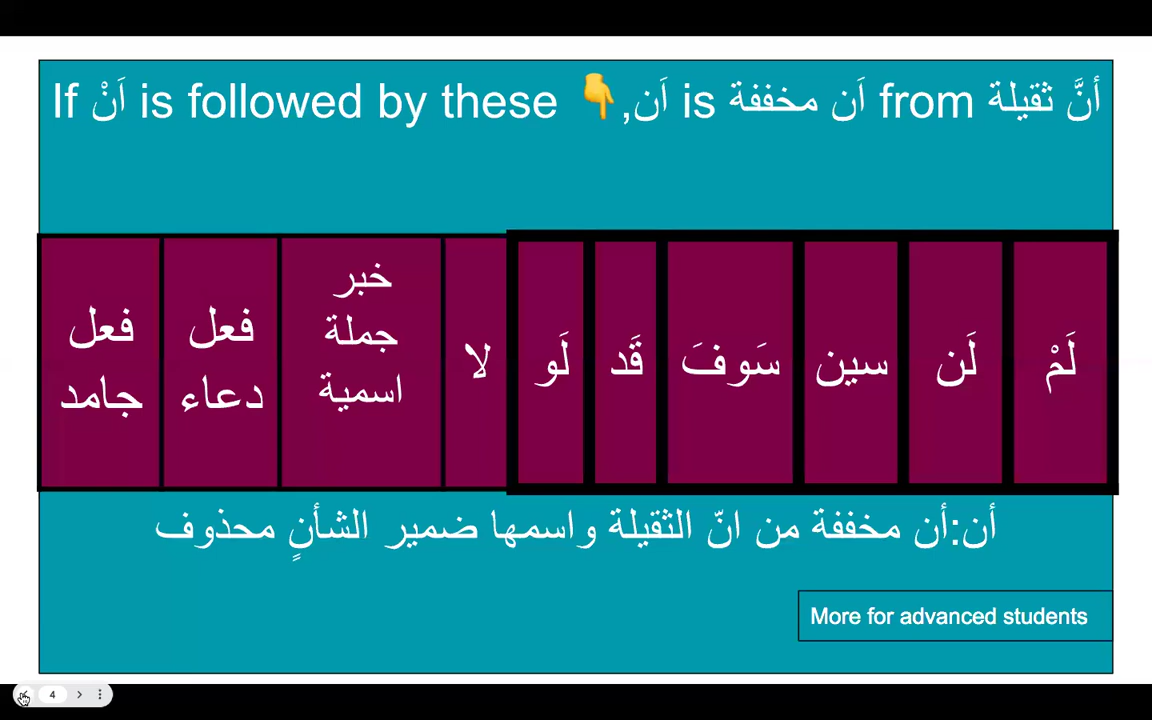 If اَنْ is followed by these 👇,اَن is اَن مخففة from أنَّ ثقيلة
لَمْ
لَن
سين
سَوفَ
قَد
لَو
لا
خبر
جملة
اسمية
فعل
دعاء
فعل
جامد
أن:أن مخففة من انّ الثقيلة واسمها ضمير الشأنٍ محذوف
More for advanced students
4